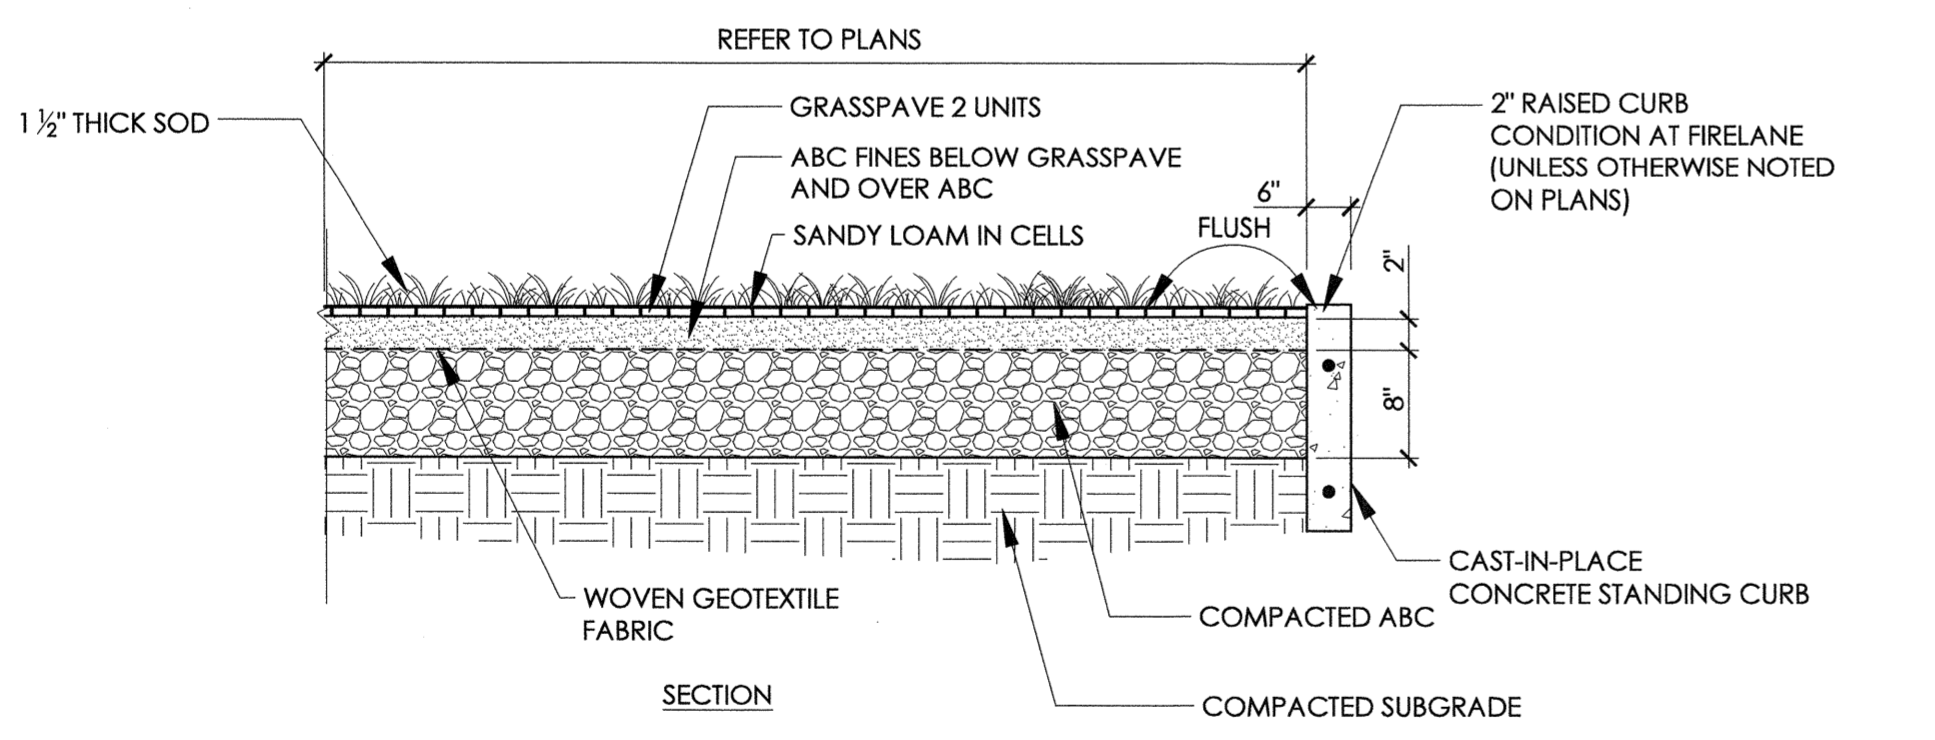 REFER TO PLANS
1 ½" THICK SOD
GRASSPAVE 2 UNITS
ABC FINES BELOW GRASSPAVE
AND OVER ABC
SANDY LOAM IN CELLS
2" RAISED CURB
CONDITION AT FIRELANE
(UNLESS OTHERWISE NOTED
ON PLANS)
6"
FLUSH
2"
8"
CAST-IN-PLACE
CONCRETE STANDING CURB
WOVEN GEOTEXTILE
FABRIC
COMPACTED ABC
COMPACTED SUBGRADE
SECTION